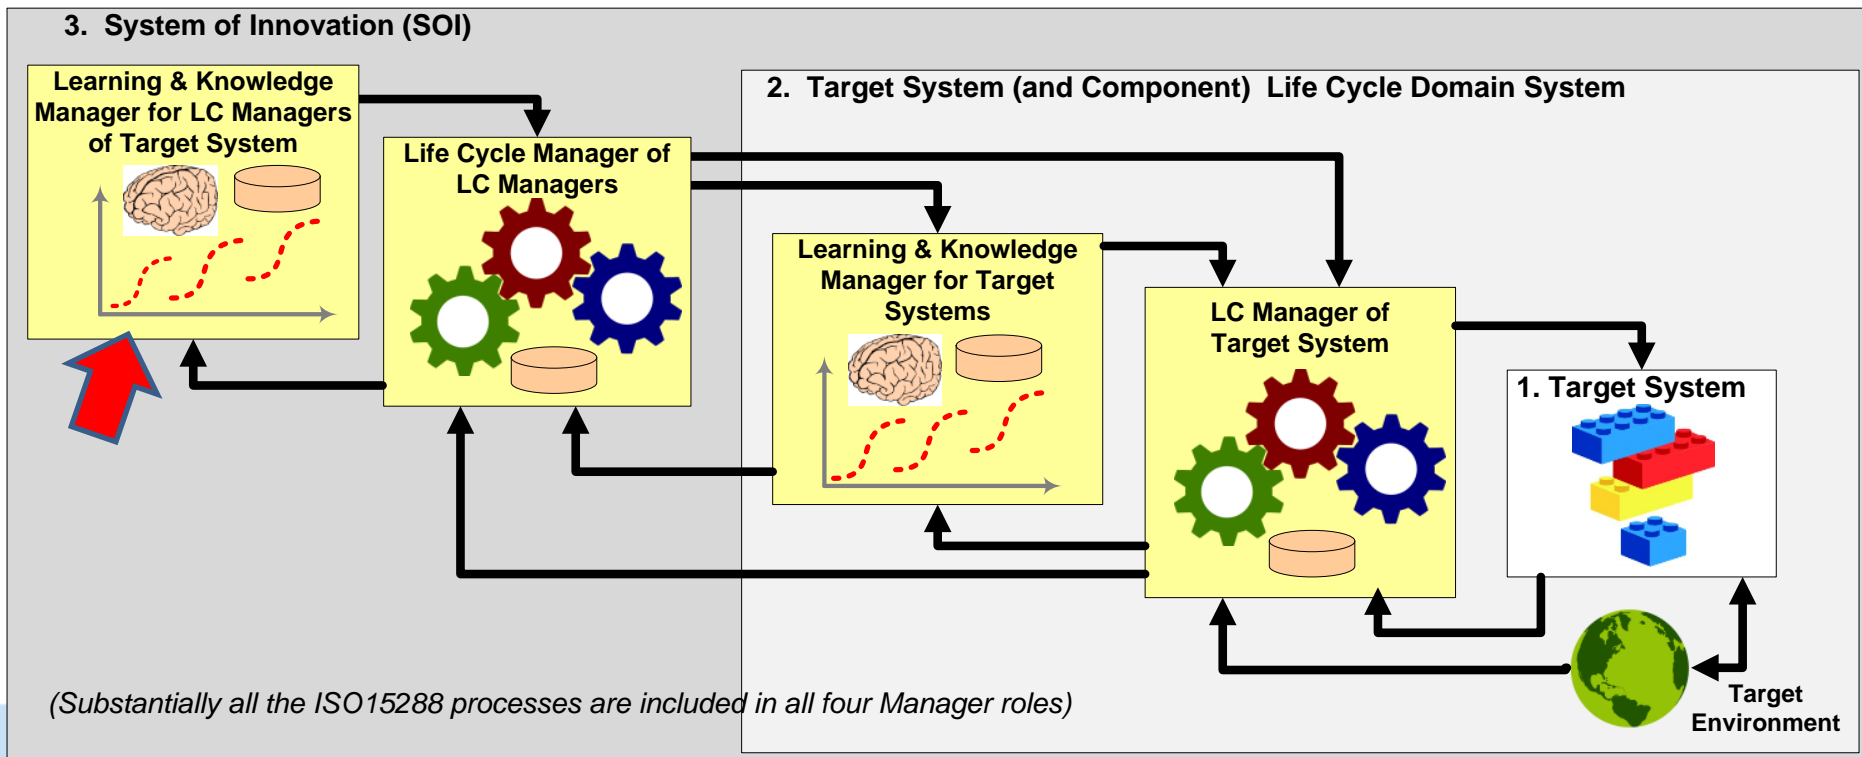 3.  System of Innovation (SOI)
Learning & Knowledge
Manager for LC Managers
of Target System
Life Cycle Manager of
LC Managers
2.  Target System (and Component)  Life Cycle Domain System
Learning & Knowledge
Manager for Target
Systems
LC Manager of
Target System
1. Target System
Target
Environment
(Substantially all the ISO15288 processes are included in all four Manager roles)